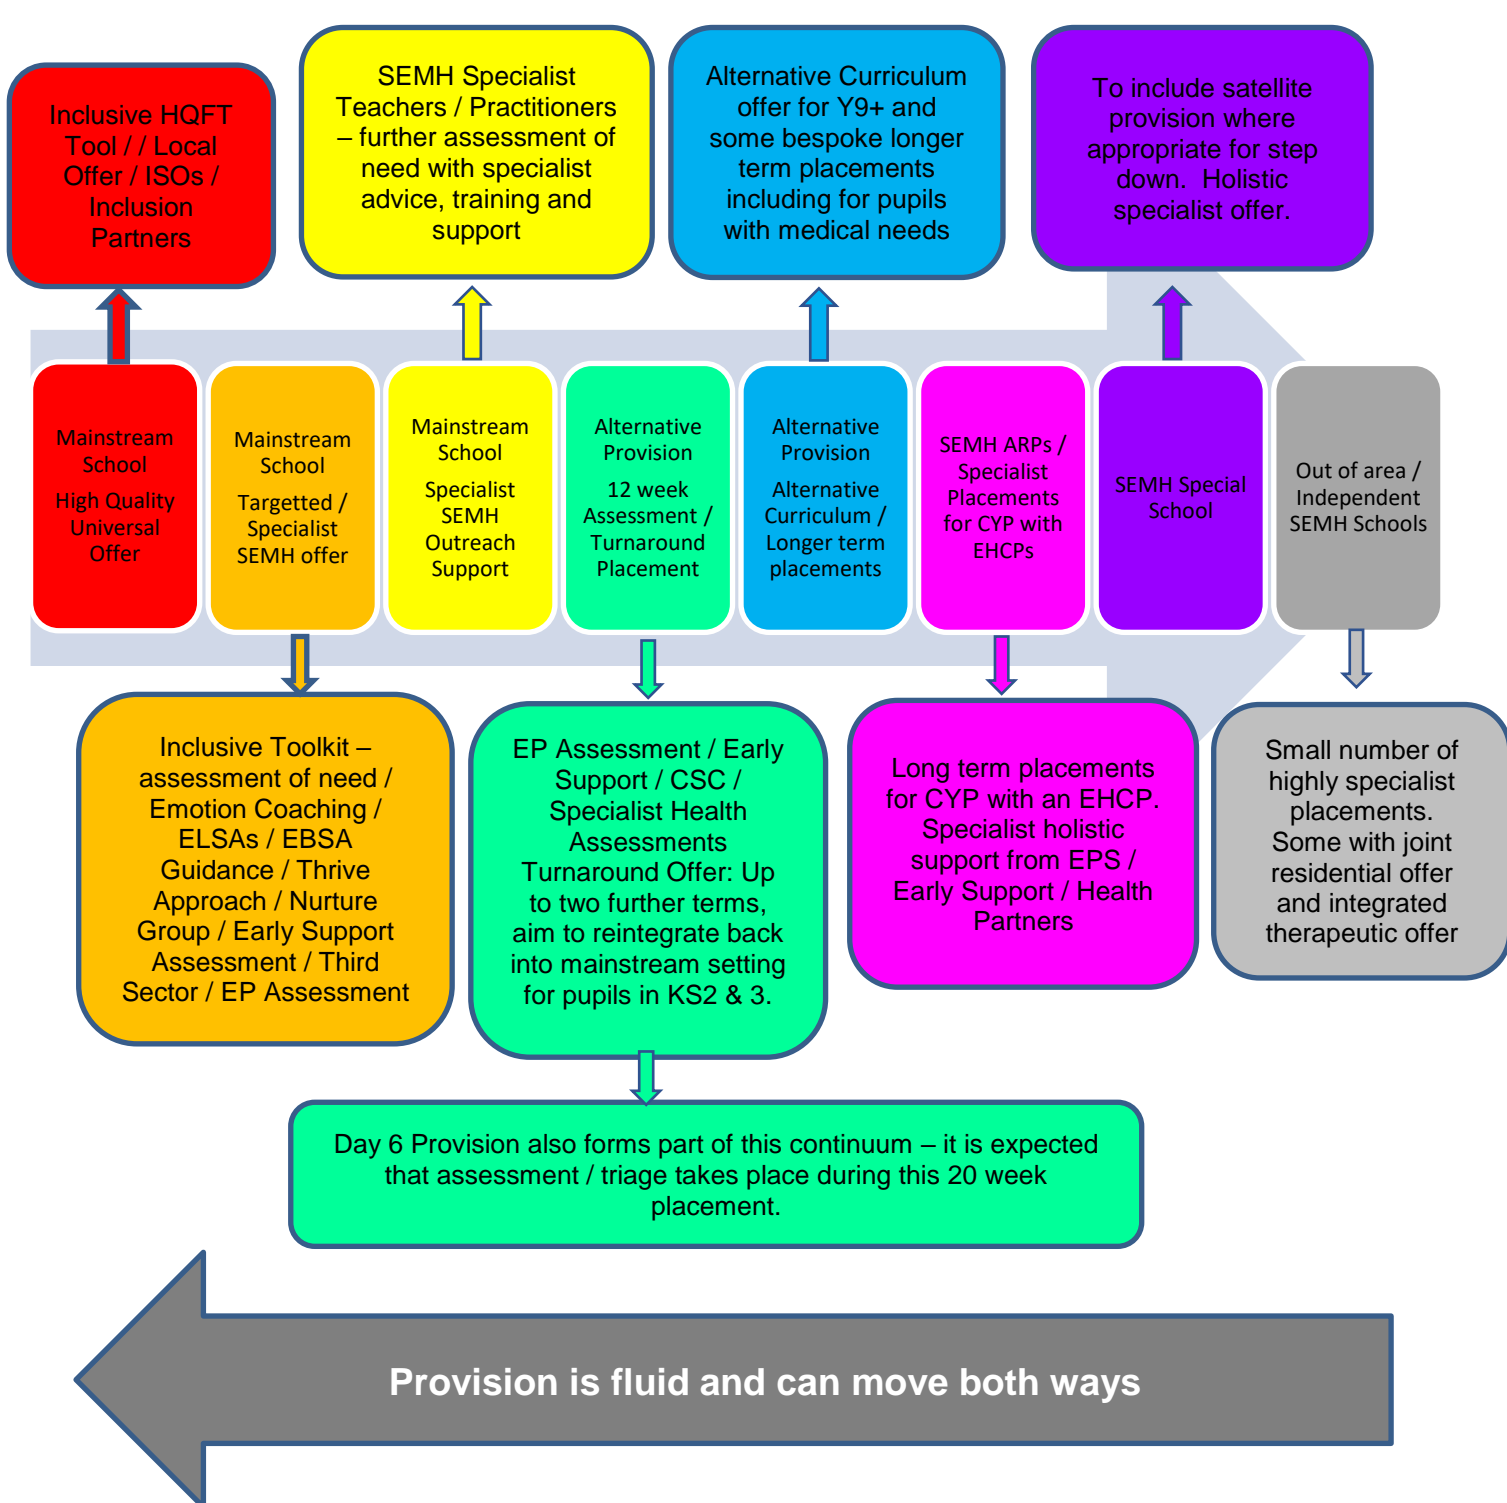 Inclusive HQFT
Tool / / Local
Offer / ISOs /
Inclusion
Partners
SEMH Specialist
Teachers / Practitioners
– further assessment of
need with specialist
advice, training and
support
Alternative Curriculum
offer for Y9+ and
some bespoke longer
term placements
including for pupils
with medical needs
To include satellite
provision where
appropriate for step
down.  Holistic
specialist offer.
Mainstream
School
High Quality
Universal
Offer
Mainstream
School
Targetted /
Specialist
SEMH offer
Mainstream
School
Specialist
SEMH
Outreach
Support
Alternative
Provision
12 week
Assessment /
Turnaround
Placement
Alternative
Provision
Alternative
Curriculum /
Longer term
placements
SEMH ARPs /
Specialist
Placements
for CYP with
EHCPs
SEMH Special
School
Out of area /
Independent
SEMH Schools
Inclusive Toolkit –
assessment of need /
Emotion Coaching /
ELSAs / EBSA
Guidance / Thrive
Approach / Nurture
Group / Early Support
Assessment / Third
Sector / EP Assessment
EP Assessment / Early
Support / CSC /
Specialist Health
Assessments
Turnaround Offer: Up
to two further terms,
aim to reintegrate back
into mainstream setting
for pupils in KS2 & 3.
Long term placements
for CYP with an EHCP.
Specialist holistic
support from EPS /
Early Support / Health
Partners
Small number of
highly specialist
placements.
Some with joint
residential offer
and integrated
therapeutic offer
Day 6 Provision also forms part of this continuum – it is expected
that assessment / triage takes place during this 20 week
placement.
Provision is fluid and can move both ways